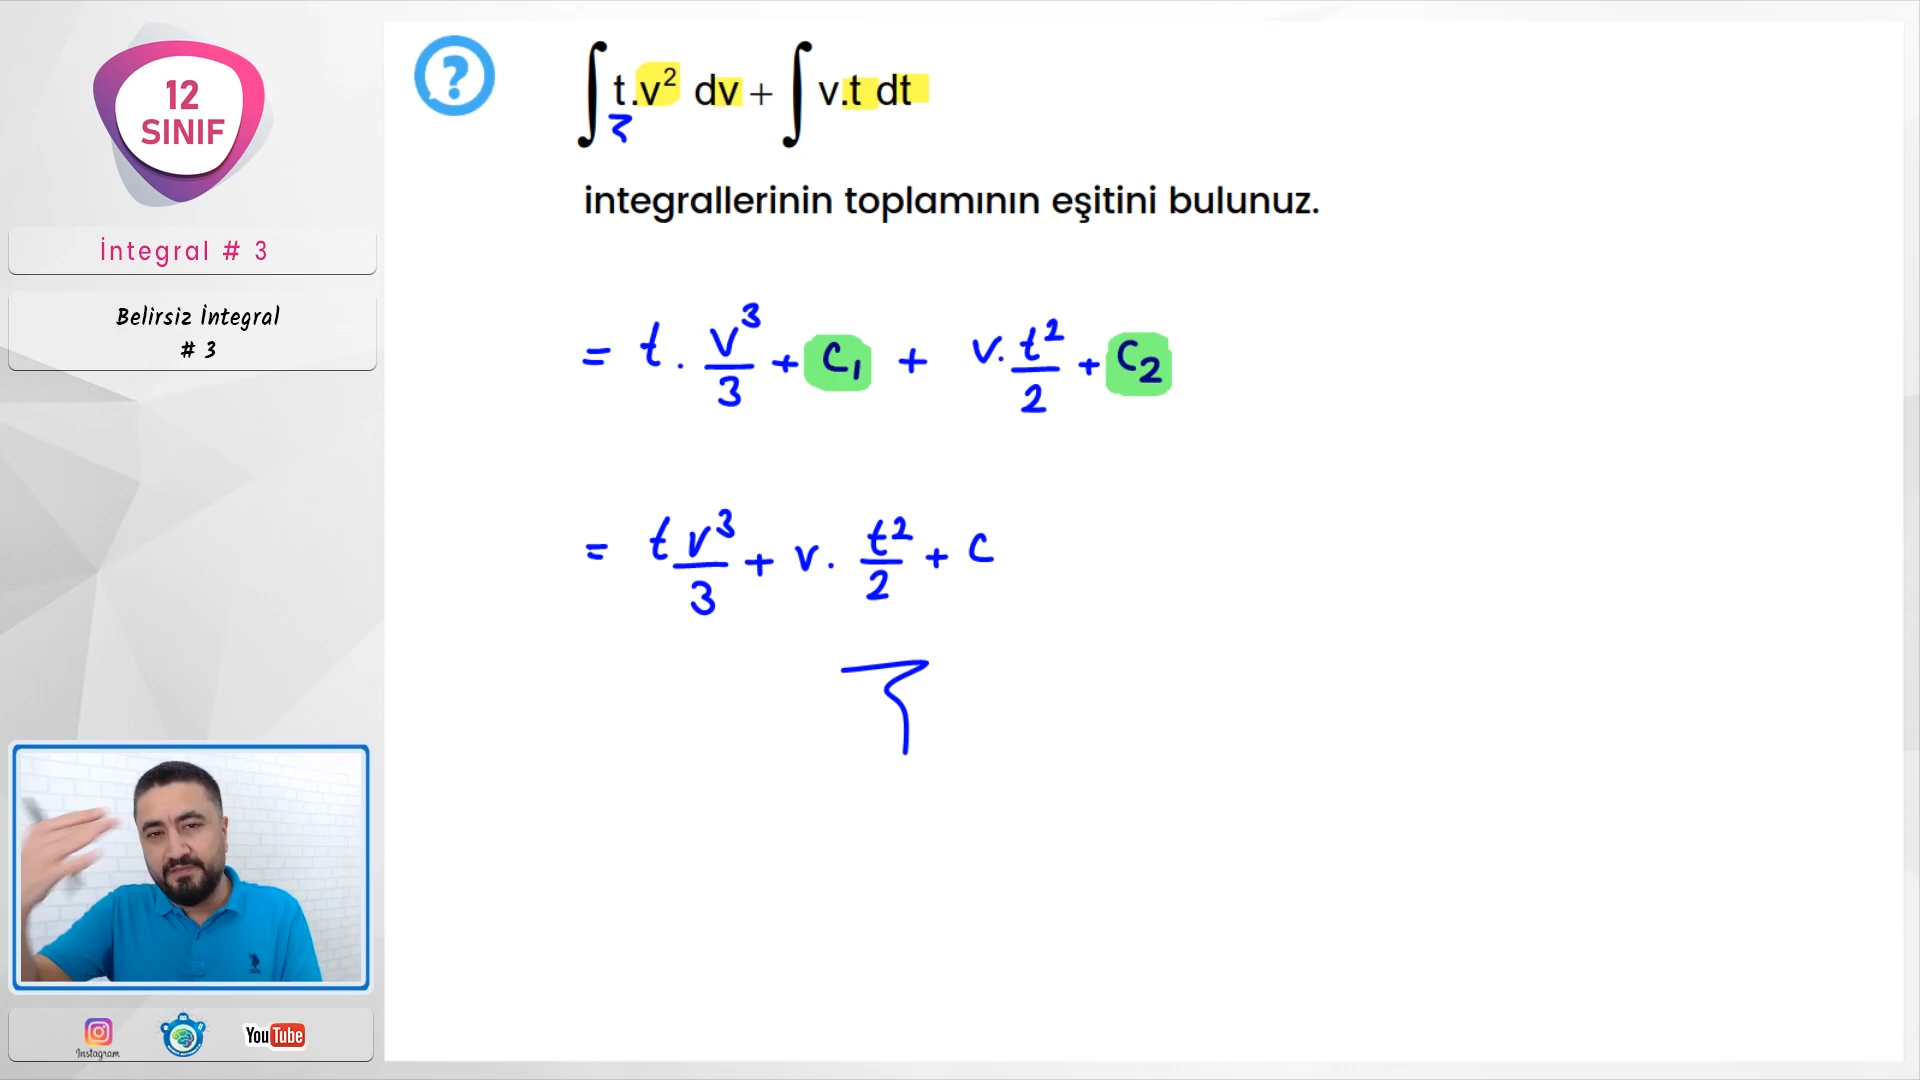 12
SINIF
İntegral # 3
Belirsiz İntegral
# 3
?
∫ t.v² dv + ∫ v.t dt
integrallerinin toplamının eşitini bulunuz.
= t . v³/3 + c₁ + v. t²/2 + c₂
= t v³/3 + v. t²/2 + c
Instagram
YouTube